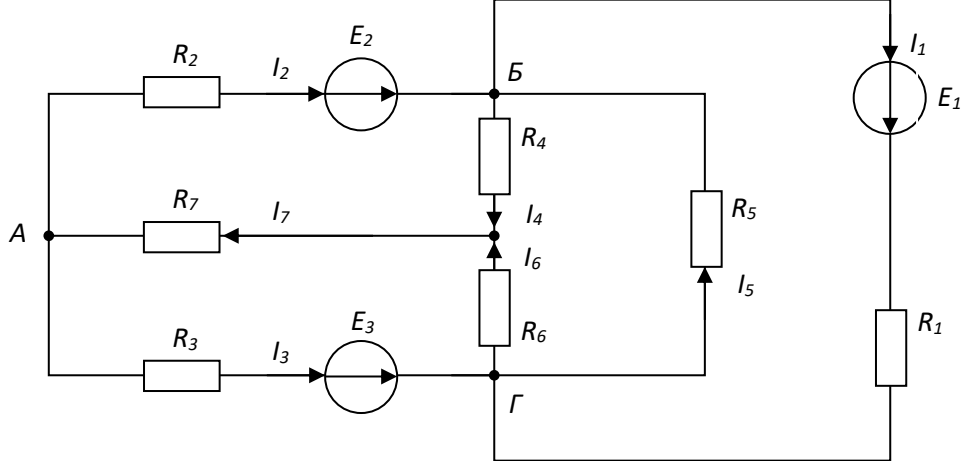 I₁
E₂
R₂
I₂
Б
E₁
R₄
R₇
I₇
I₄
R₅
А
I₆
I₅
R₃
I₃
E₃
R₆
R₁
Г